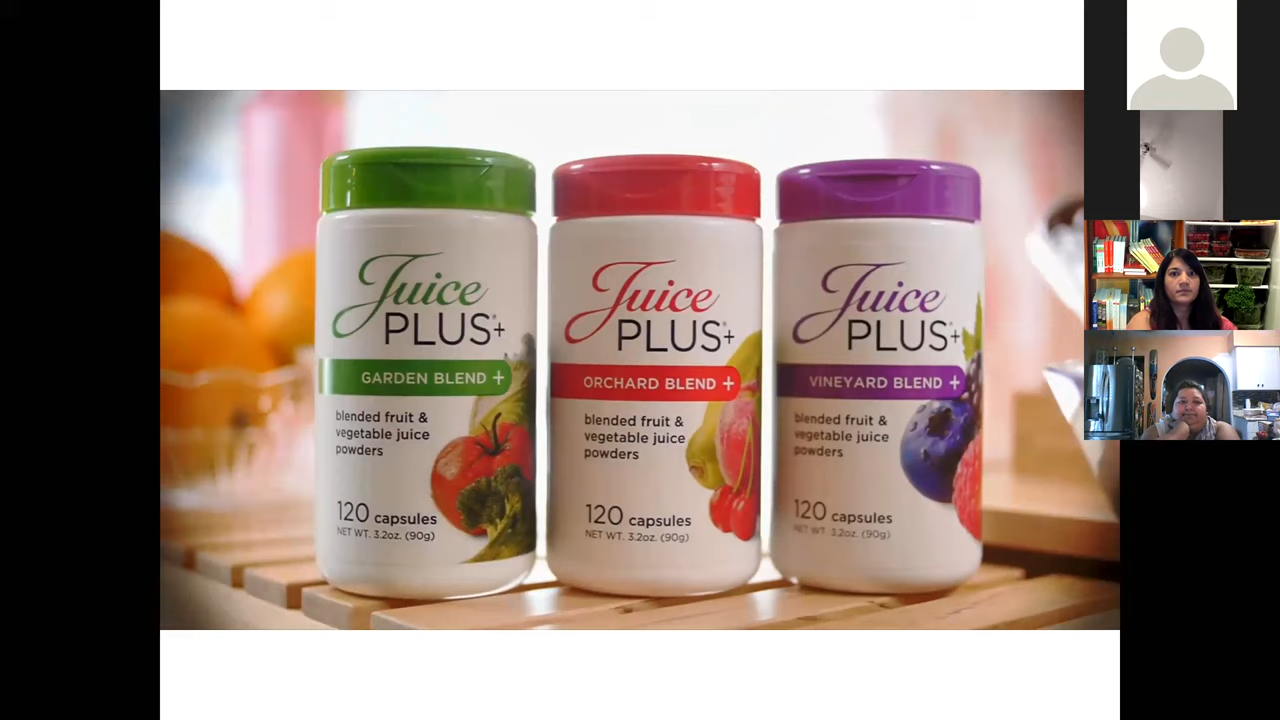 Juice
PLUS+
GARDEN BLEND +
blended fruit &
vegetable juice
powders
120 capsules
NET WT. 3.2oz. (90g)
Juice
PLUS+
ORCHARD BLEND +
blended fruit &
vegetable juice
powders
120 capsules
NET WT. 3.2oz. (90g)
Juice
PLUS+
VINEYARD BLEND +
blended fruit &
vegetable juice
powders
120 capsules
NET WT. 3.2oz. (90g)